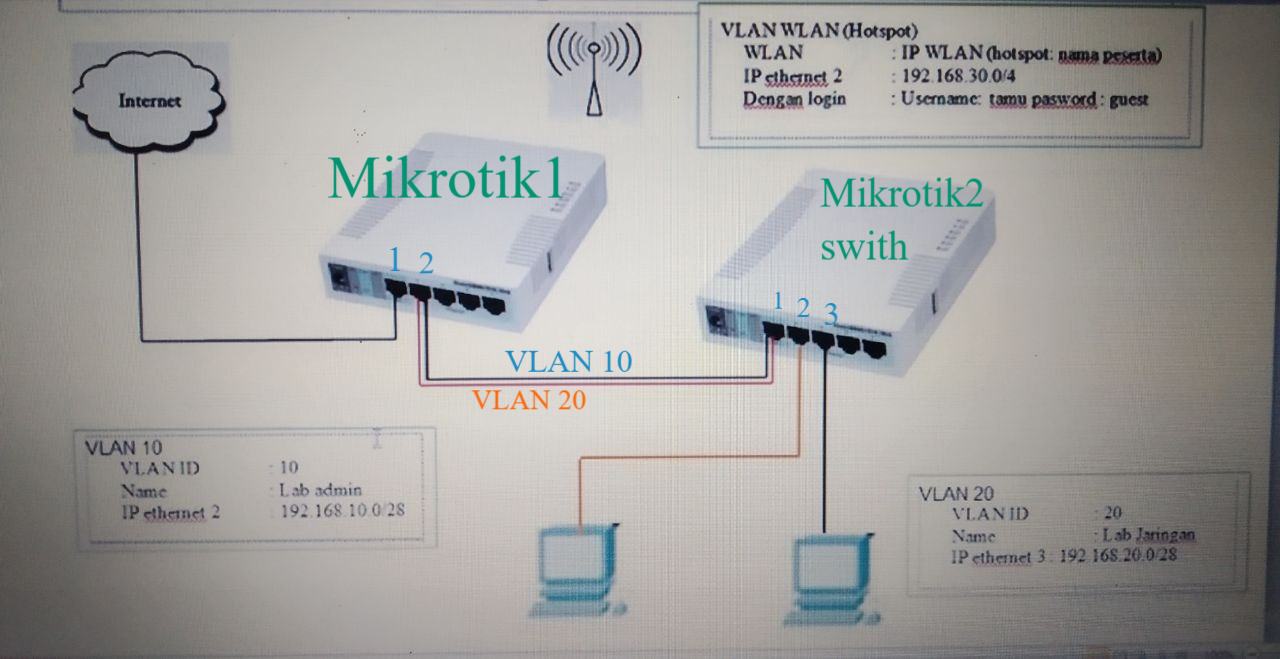 VLAN WLAN (Hotspot)
WLAN : IP WLAN (hotspot: nama peserta)
IP ethernet 2 : 192.168.30.0/4
Dengan login : Username: tamu pasword : guest
Internet
Mikrotik1
Mikrotik2
swith
1 2
1 2 3
VLAN 10
VLAN 20
VLAN 10
VLAN ID : 10
Name : Lab admin
IP ethernet 2 : 192.168.10.0/28
VLAN 20
VLAN ID : 20
Name : Lab Jaringan
IP ethernet 3 : 192.168.20.0/28